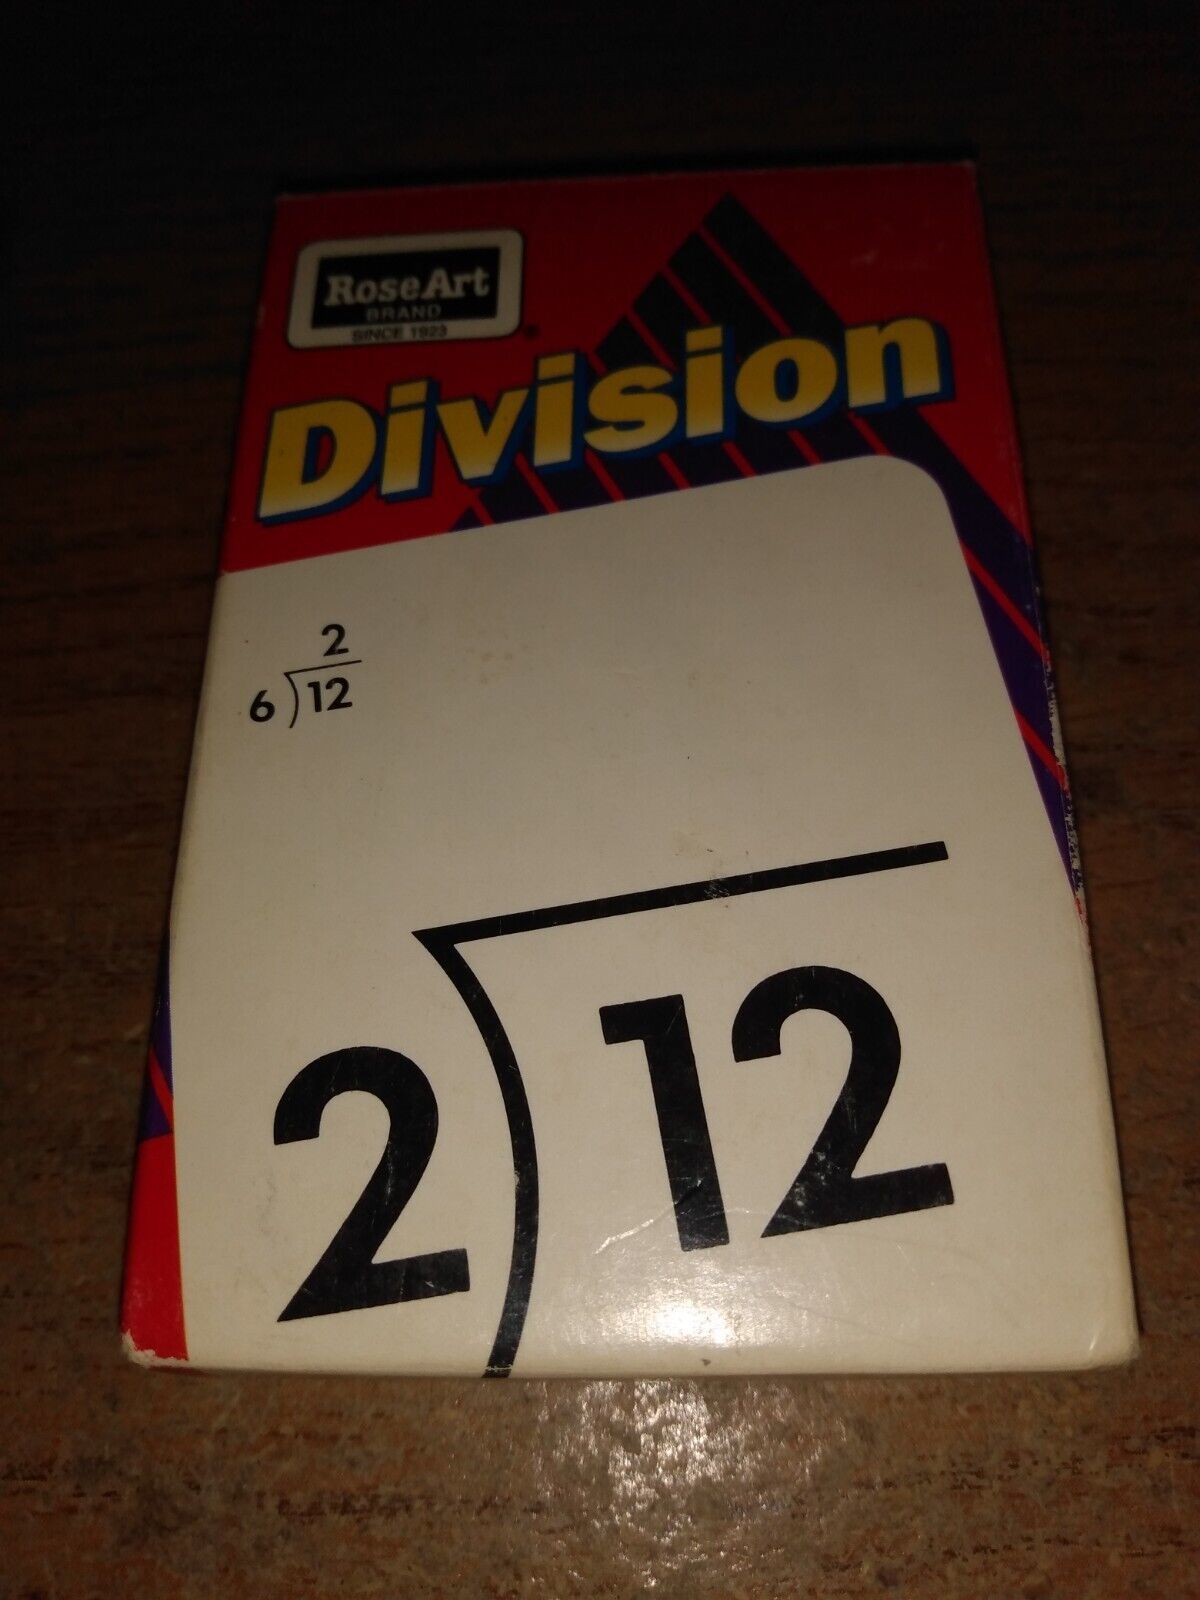 RoseArt
BRAND
SINCE 1923
®
Division
2
6)12
2)12